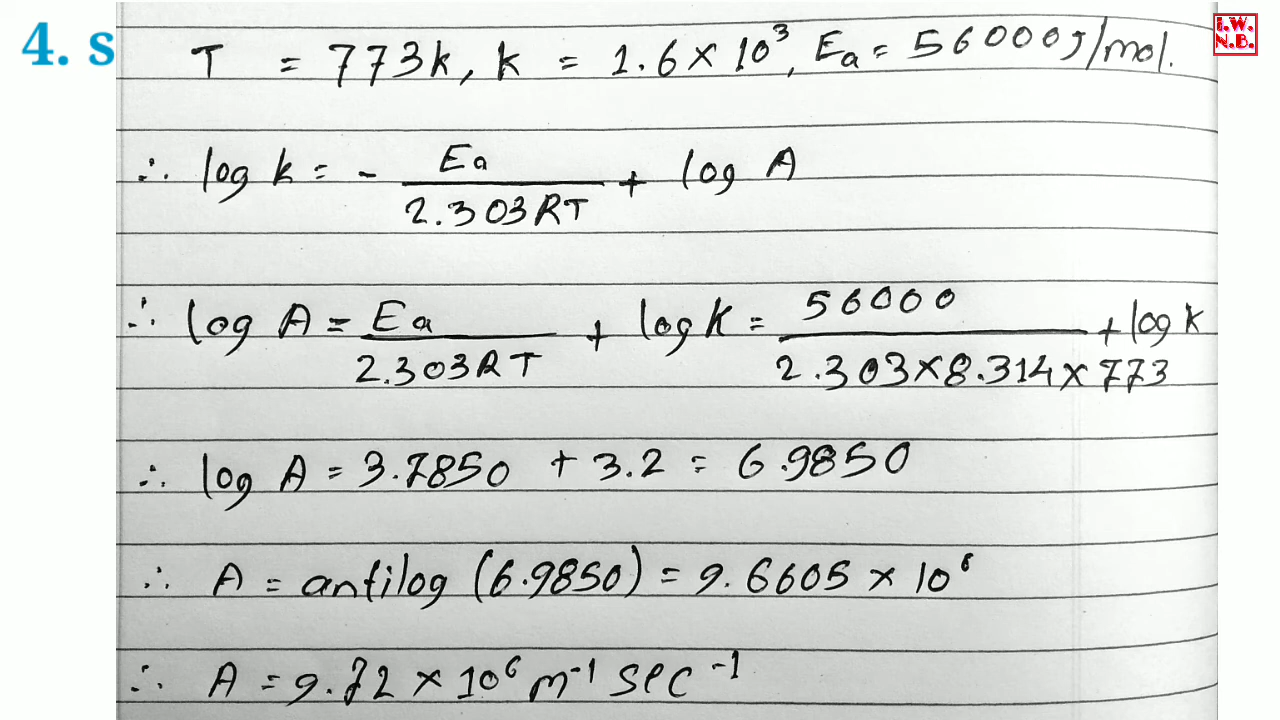 4. s
I.W.
N.B.
T = 773k, k = 1.6 × 10³, Ea = 56000 J/mol.
∴ log k = - Ea / 2.303RT + log A
∴ log A = Ea / 2.303RT + log k = 56000 / 2.303×8.314×773 + log k
∴ log A = 3.7850 + 3.2 = 6.9850
∴ A = antilog (6.9850) = 9.6605 × 10⁶
∴ A = 9.72 × 10⁶ m⁻¹ sec⁻¹